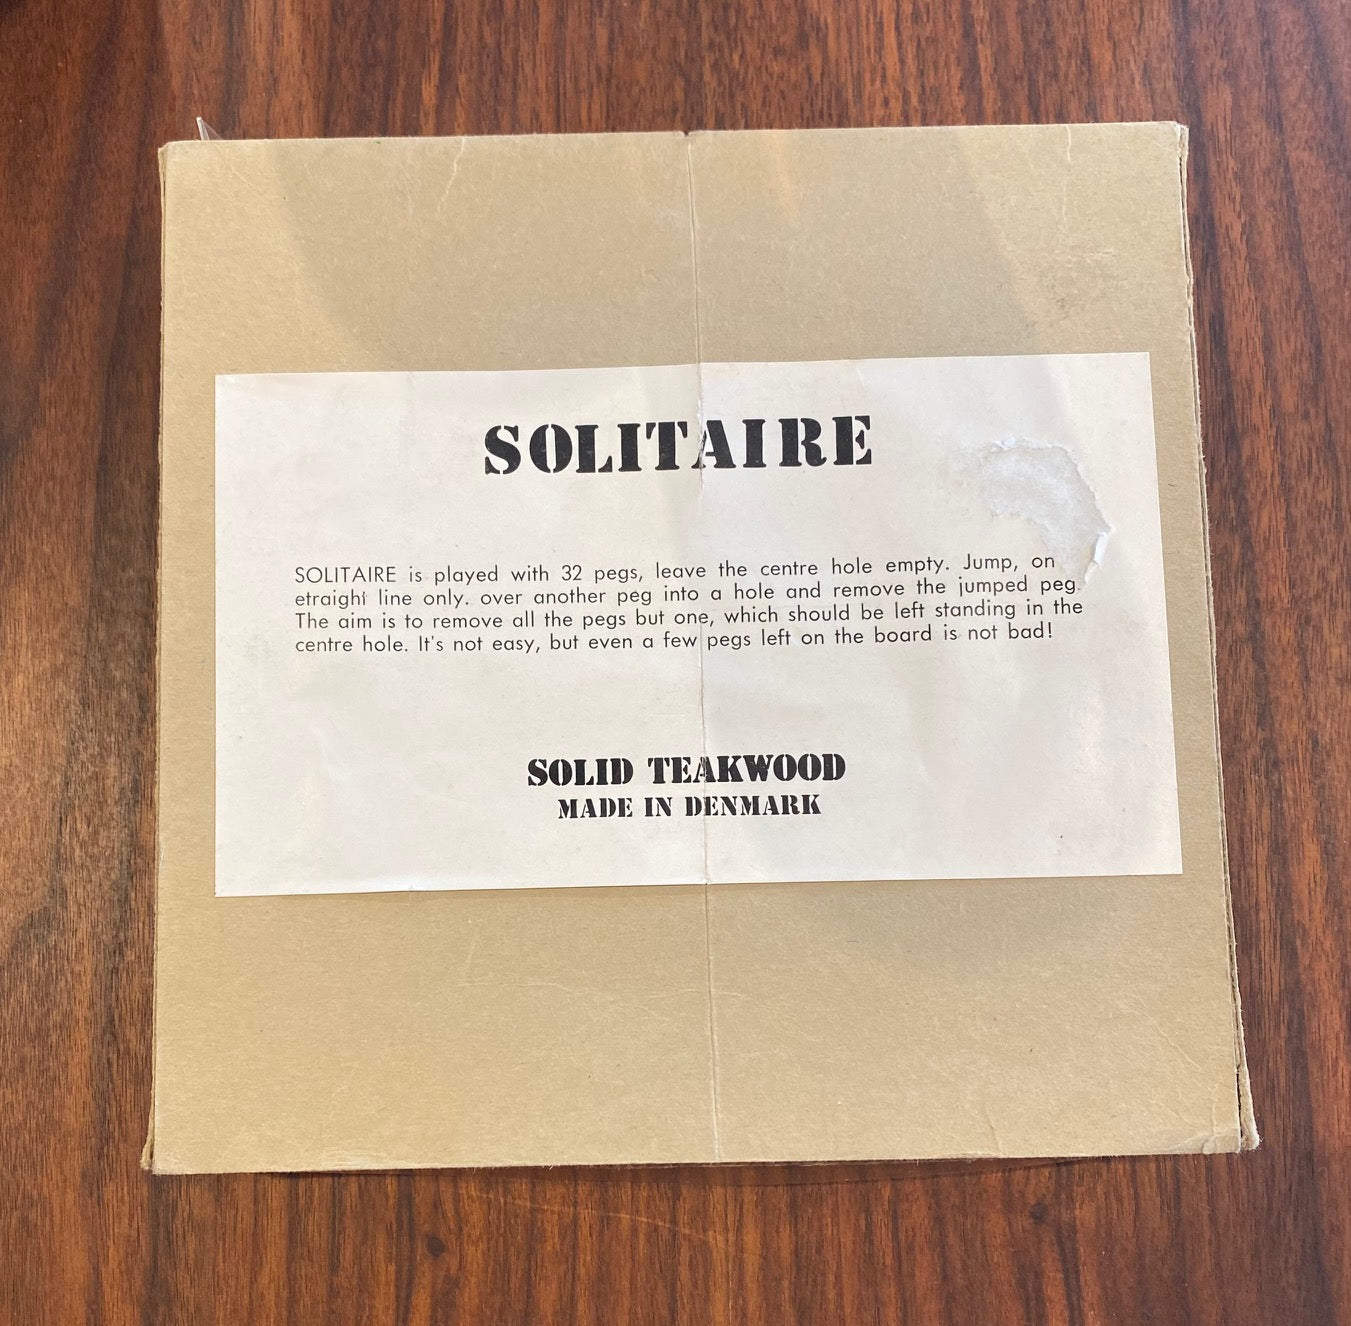 SOLITAIRE
SOLITAIRE is played with 32 pegs, leave the centre hole empty. Jump, on
etraight line only. over another peg into a hole and remove the jumped peg.
The aim is to remove all the pegs but one, which should be left standing in the
centre hole. It's not easy, but even a few pegs left on the board is not bad!
SOLID TEAKWOOD
MADE IN DENMARK